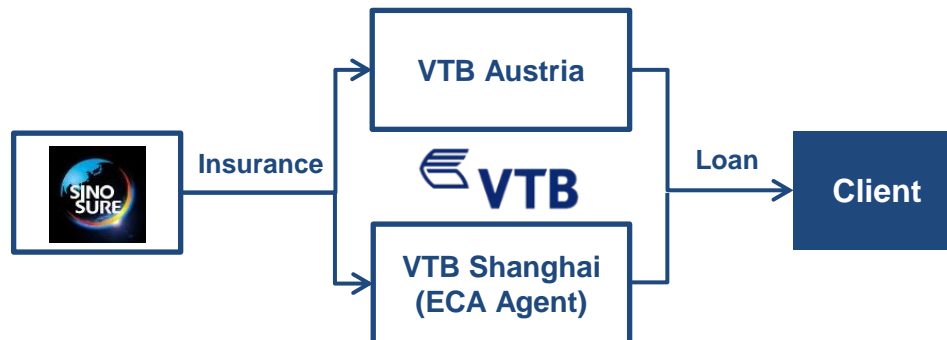 SINO
SURE
Insurance
VTB Austria
VTB
VTB Shanghai
(ECA Agent)
Loan
Client